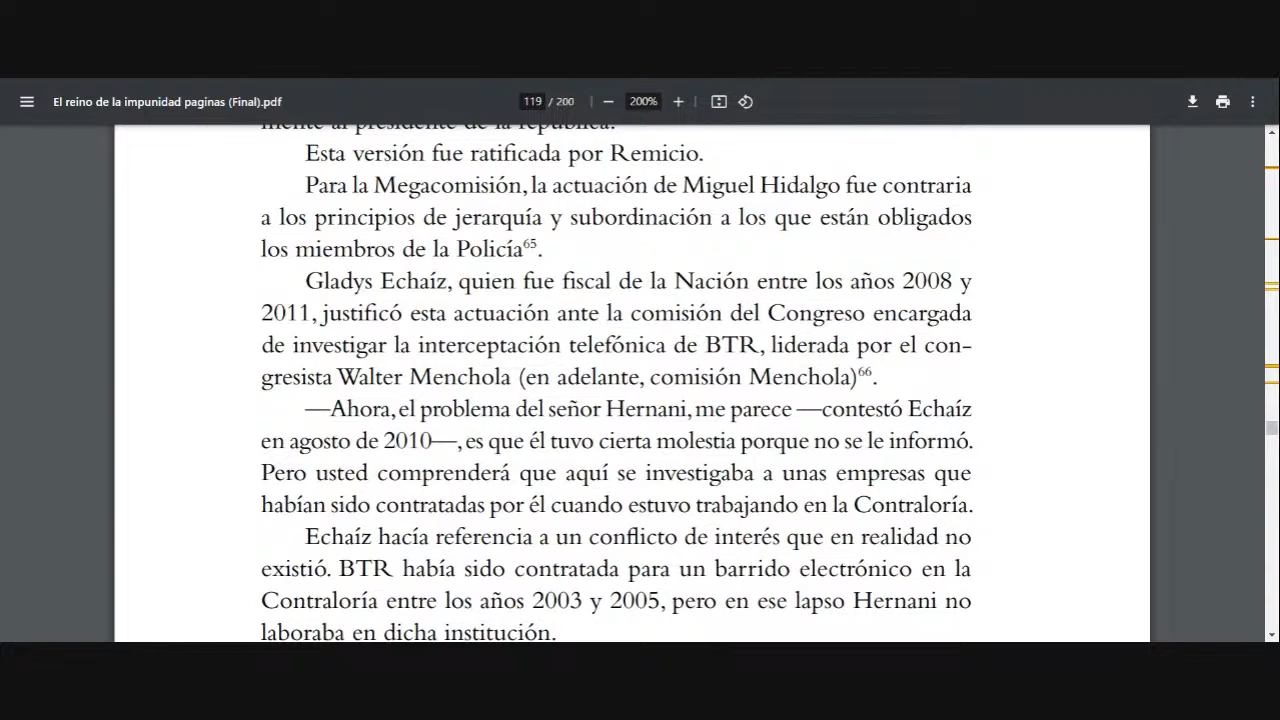 El reino de la impunidad paginas (Final).pdf
119 / 200
200%
mente al presidente de la república.
Esta versión fue ratificada por Remicio.
Para la Megacomisión, la actuación de Miguel Hidalgo fue contraria
a los principios de jerarquía y subordinación a los que están obligados
los miembros de la Policía⁶⁵.
Gladys Echaíz, quien fue fiscal de la Nación entre los años 2008 y
2011, justificó esta actuación ante la comisión del Congreso encargada
de investigar la interceptación telefónica de BTR, liderada por el con-
gresista Walter Menchola (en adelante, comisión Menchola)⁶⁶.
—Ahora, el problema del señor Hernani, me parece —contestó Echaíz
en agosto de 2010—, es que él tuvo cierta molestia porque no se le informó.
Pero usted comprenderá que aquí se investigaba a unas empresas que
habían sido contratadas por él cuando estuvo trabajando en la Contraloría.
Echaíz hacía referencia a un conflicto de interés que en realidad no
existió. BTR había sido contratada para un barrido electrónico en la
Contraloría entre los años 2003 y 2005, pero en ese lapso Hernani no
laboraba en dicha institución.